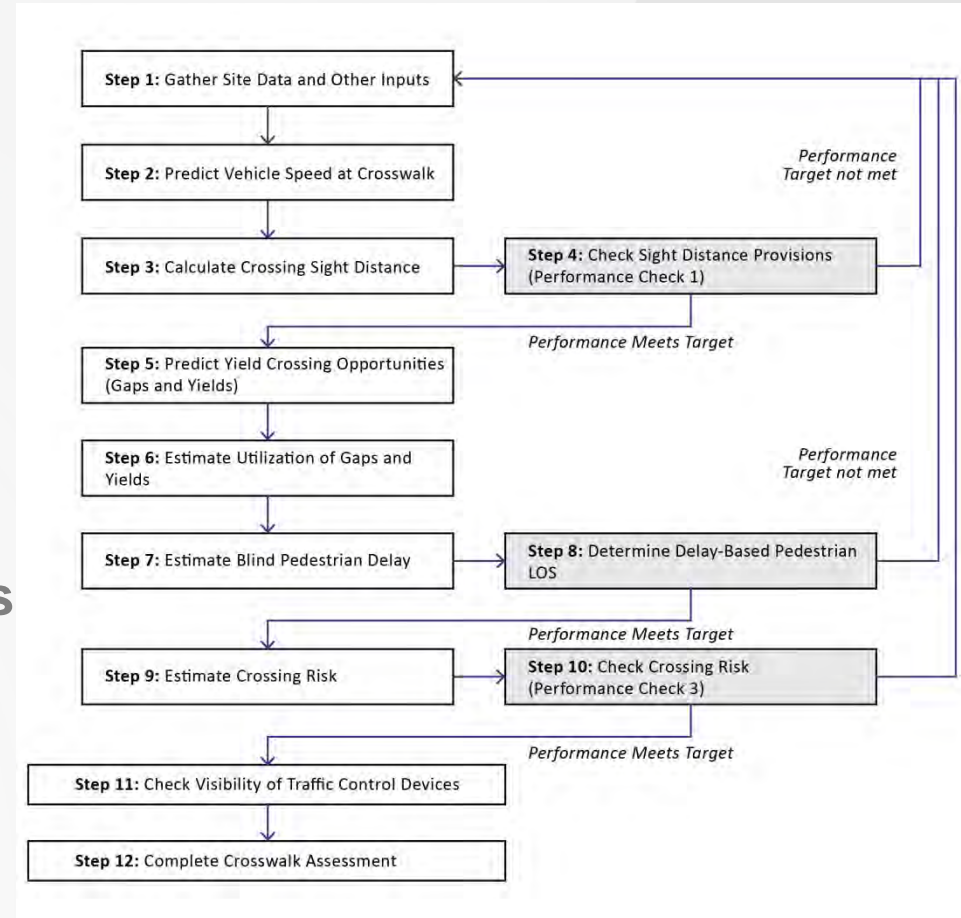 Step 1: Gather Site Data and Other Inputs
Step 2: Predict Vehicle Speed at Crosswalk
Performance
Target not met
Step 3: Calculate Crossing Sight Distance
Step 4: Check Sight Distance Provisions
(Performance Check 1)
Performance Meets Target
Step 5: Predict Yield Crossing Opportunities
(Gaps and Yields)
Step 6: Estimate Utilization of Gaps and
Yields
Performance
Target not met
Step 7: Estimate Blind Pedestrian Delay
Step 8: Determine Delay-Based Pedestrian
LOS
s
Performance Meets Target
Step 9: Estimate Crossing Risk
Step 10: Check Crossing Risk
(Performance Check 3)
Performance Meets Target
Step 11: Check Visibility of Traffic Control Devices
Step 12: Complete Crosswalk Assessment